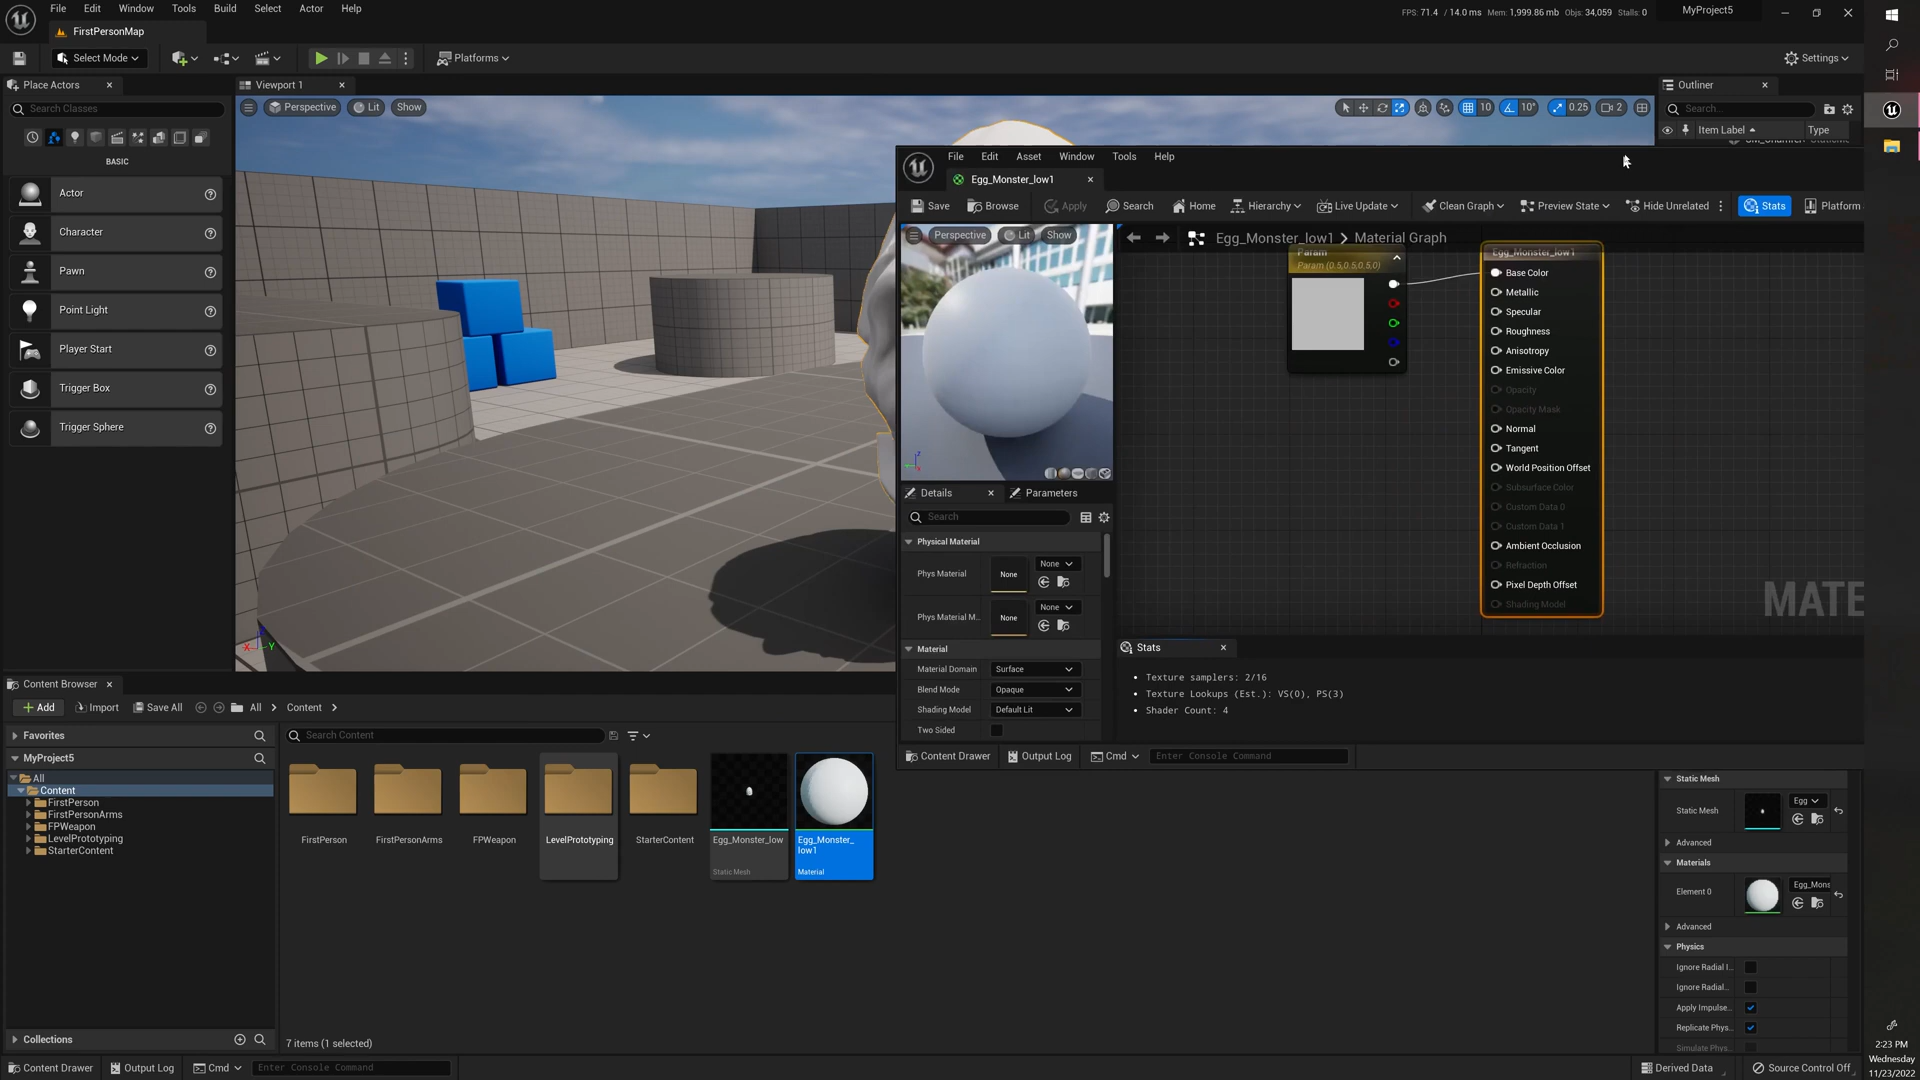 File Edit Window Tools Build Select Actor Help
FPS: 71.4 / 14.0 ms Mem: 1,999.86 mb Objs: 34,059 Stalls: 0
MyProject5
FirstPersonMap
Select Mode
Platforms
Settings
Place Actors
Viewport 1
Outliner
Search Classes
Perspective Lit Show
10 10° 0.25 2
Search...
Item Label Type
BASIC
Actor
Character
Pawn
Point Light
Player Start
Trigger Box
Trigger Sphere
X Y
File Edit Asset Window Tools Help
Egg_Monster_low1
Save Browse Apply Search Home Hierarchy Live Update Clean Graph Preview State Hide Unrelated Stats Platform
Perspective Lit Show
Egg_Monster_low1 > Material Graph
Param
Param (0.5,0.5,0.5,0)
Egg_Monster_low1
Base Color
Metallic
Specular
Roughness
Anisotropy
Emissive Color
Opacity
Opacity Mask
Normal
Tangent
World Position Offset
Subsurface Color
Custom Data 0
Custom Data 1
Ambient Occlusion
Refraction
Pixel Depth Offset
Shading Model
MATE
Details Parameters
Search
Physical Material
Phys Material None None
Phys Material M... None None
Material
Material Domain Surface
Blend Mode Opaque
Shading Model Default Lit
Two Sided
Stats
Texture samplers: 2/16
Texture Lookups (Est.): VS(0), PS(3)
Shader Count: 4
Content Drawer Output Log Cmd Enter Console Command
Content Browser
Add Import Save All All > Content >
Favorites
MyProject5
All
Content
FirstPerson
FirstPersonArms
FPWeapon
LevelPrototyping
StarterContent
Collections
Search Content
FirstPerson FirstPersonArms FPWeapon LevelPrototyping StarterContent
Egg_Monster_low
Static Mesh
Egg_Monster_
low1
Material
7 items (1 selected)
Static Mesh
Static Mesh Egg
Advanced
Materials
Element 0 Egg_Mons
Advanced
Physics
Ignore Radial I...
Ignore Radial...
Apply Impulse...
Replicate Phys...
Simulate Phys...
Content Drawer Output Log Cmd Enter Console Command
Derived Data Source Control Off
2:23 PM
Wednesday
11/23/2022